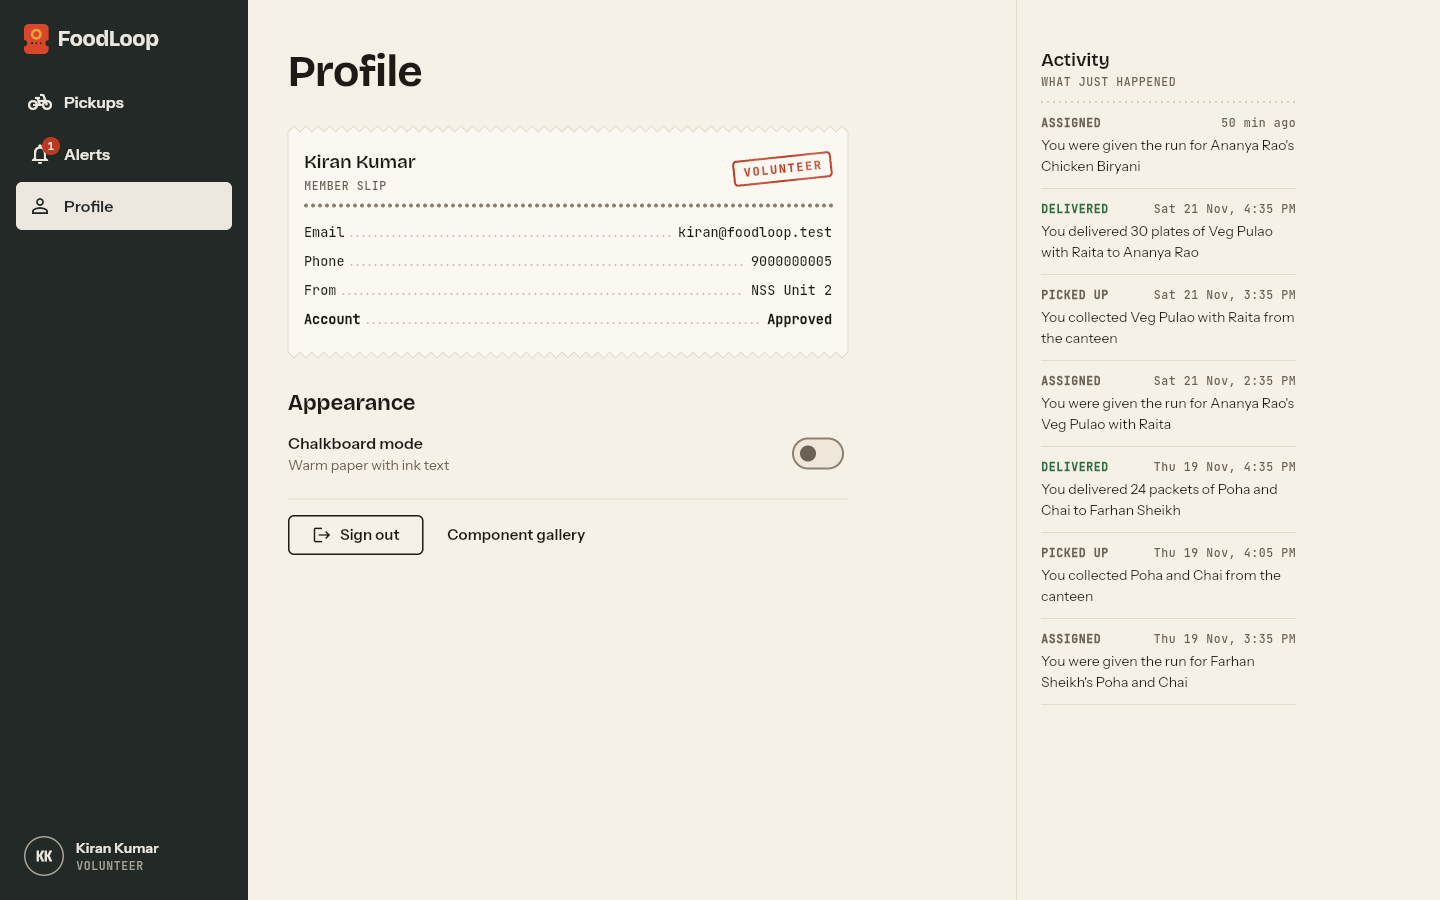 FoodLoop
Pickups
1
Alerts
Profile
KK
Kiran Kumar
VOLUNTEER
Profile
Kiran Kumar
MEMBER SLIP
VOLUNTEER
Email kiran@foodloop.test
Phone 9000000005
From NSS Unit 2
Account Approved
Appearance
Chalkboard mode
Warm paper with ink text
Sign out
Component gallery
Activity
WHAT JUST HAPPENED
ASSIGNED 50 min ago
You were given the run for Ananya Rao's
Chicken Biryani
DELIVERED Sat 21 Nov, 4:35 PM
You delivered 30 plates of Veg Pulao
with Raita to Ananya Rao
PICKED UP Sat 21 Nov, 3:35 PM
You collected Veg Pulao with Raita from
the canteen
ASSIGNED Sat 21 Nov, 2:35 PM
You were given the run for Ananya Rao's
Veg Pulao with Raita
DELIVERED Thu 19 Nov, 4:35 PM
You delivered 24 packets of Poha and
Chai to Farhan Sheikh
PICKED UP Thu 19 Nov, 4:05 PM
You collected Poha and Chai from the
canteen
ASSIGNED Thu 19 Nov, 3:35 PM
You were given the run for Farhan
Sheikh's Poha and Chai